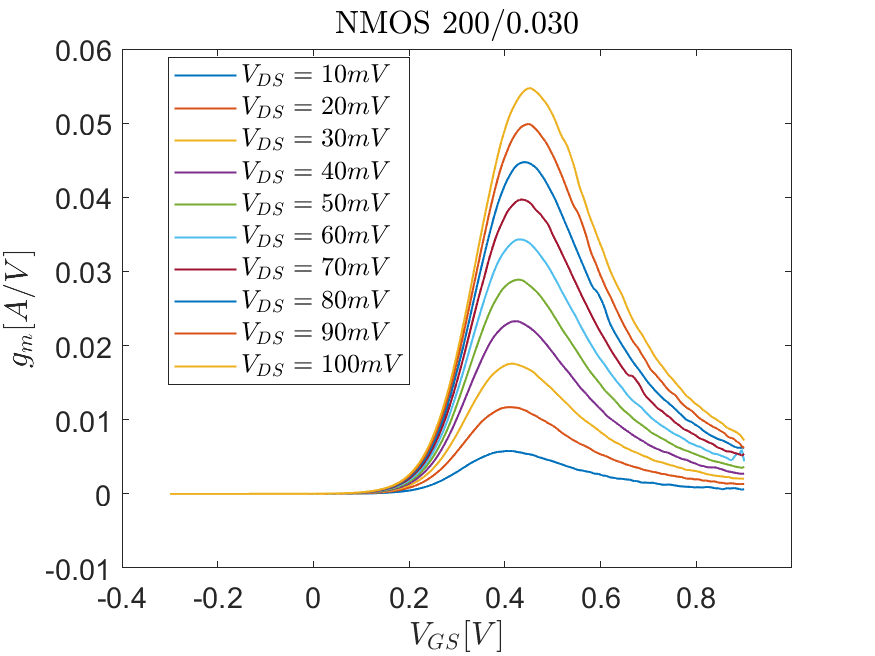 NMOS 200/0.030
0.06
0.05
0.04
0.03
0.02
0.01
0
-0.01
g_m[A/V]
V_DS = 10mV
V_DS = 20mV
V_DS = 30mV
V_DS = 40mV
V_DS = 50mV
V_DS = 60mV
V_DS = 70mV
V_DS = 80mV
V_DS = 90mV
V_DS = 100mV
-0.4 -0.2 0 0.2 0.4 0.6 0.8
V_GS[V]